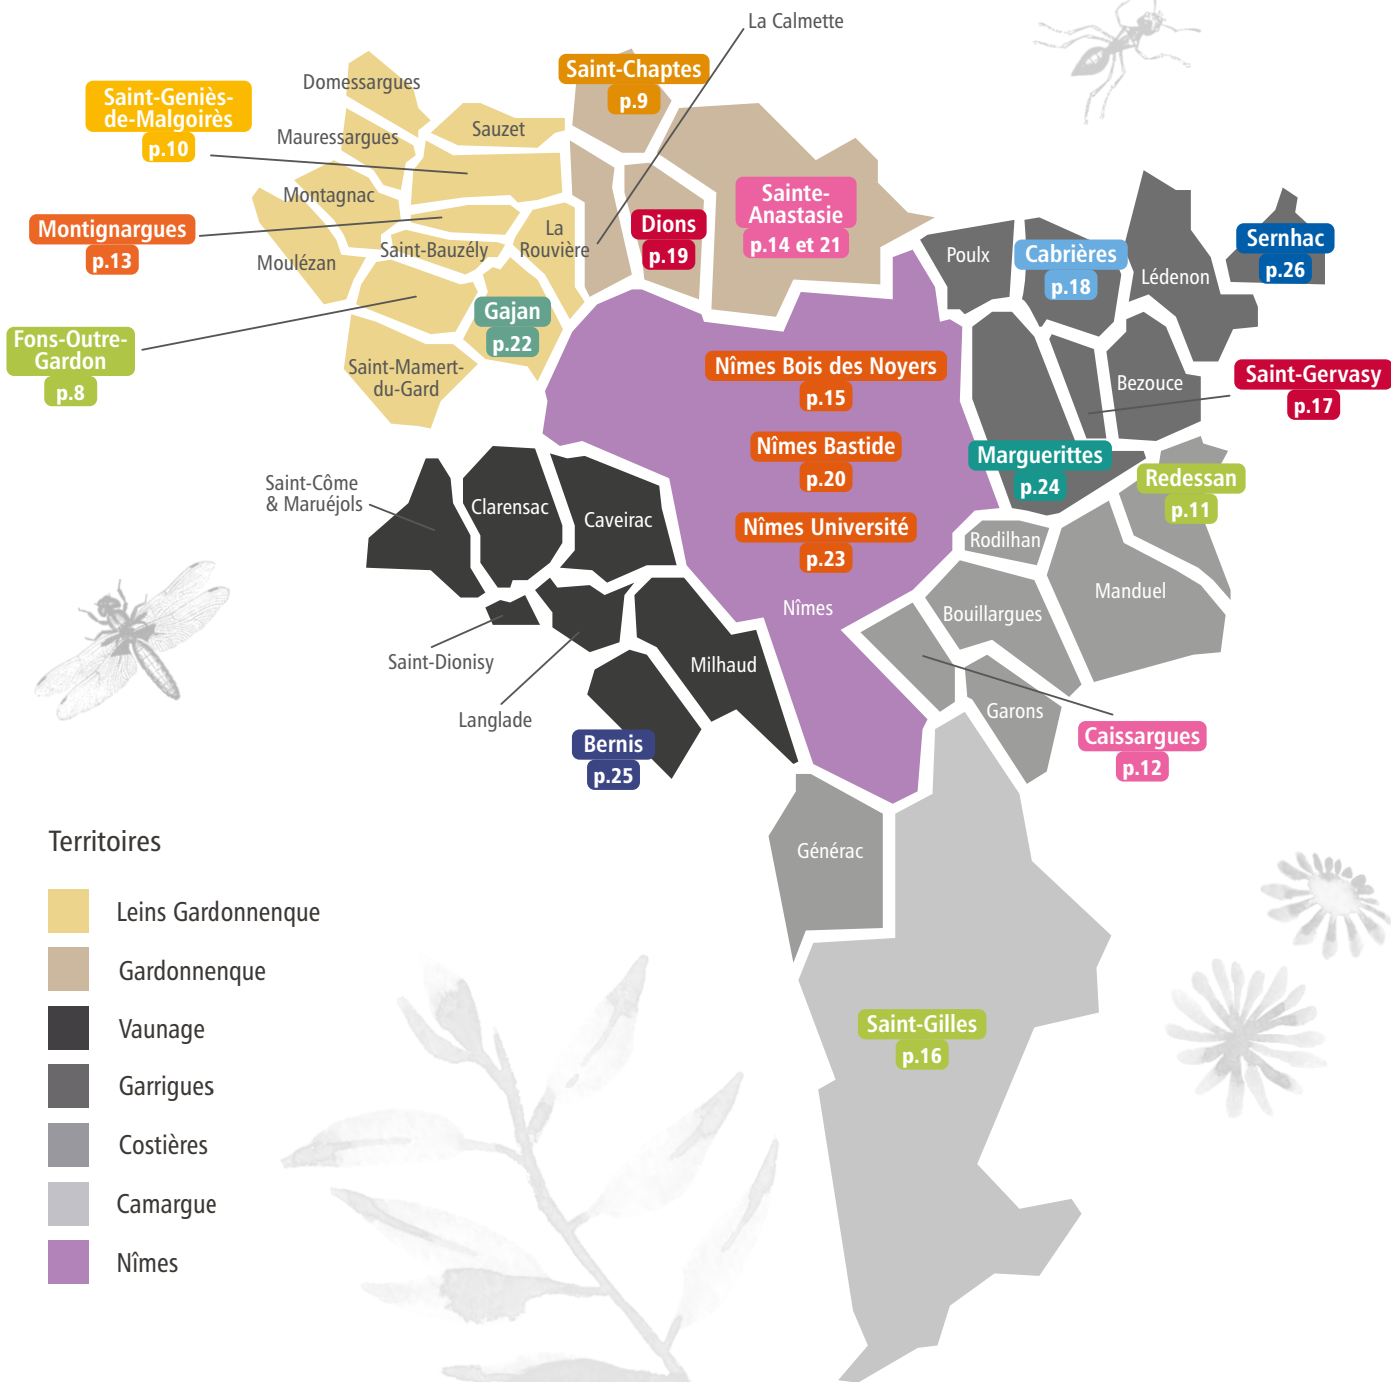 La Calmette
Saint-Chaptes
p.9
Domessargues
Saint-Geniès-
de-Malgoirès
p.10
Sauzet
Mauressargues
Montagnac
Sainte-
Anastasie
p.14 et 21
Montignargues
p.13
Dions
p.19
La
Rouvière
Saint-Bauzély
Moulézan
Poulx
Cabrières
p.18
Lédenon
Sernhac
p.26
Gajan
p.22
Fons-Outre-
Gardon
p.8
Saint-Mamert-
du-Gard
Nîmes Bois des Noyers
p.15
Bezouce
Saint-Gervasy
p.17
Nîmes Bastide
p.20
Marguerittes
p.24
Redessan
p.11
Saint-Côme
& Maruéjols
Clarensac
Caveirac
Nîmes Université
p.23
Rodilhan
Manduel
Nîmes
Bouillargues
Saint-Dionisy
Milhaud
Langlade
Garons
Bernis
p.25
Caissargues
p.12
Générac
Saint-Gilles
p.16
Territoires
Leins Gardonnenque
Gardonnenque
Vaunage
Garrigues
Costières
Camargue
Nîmes